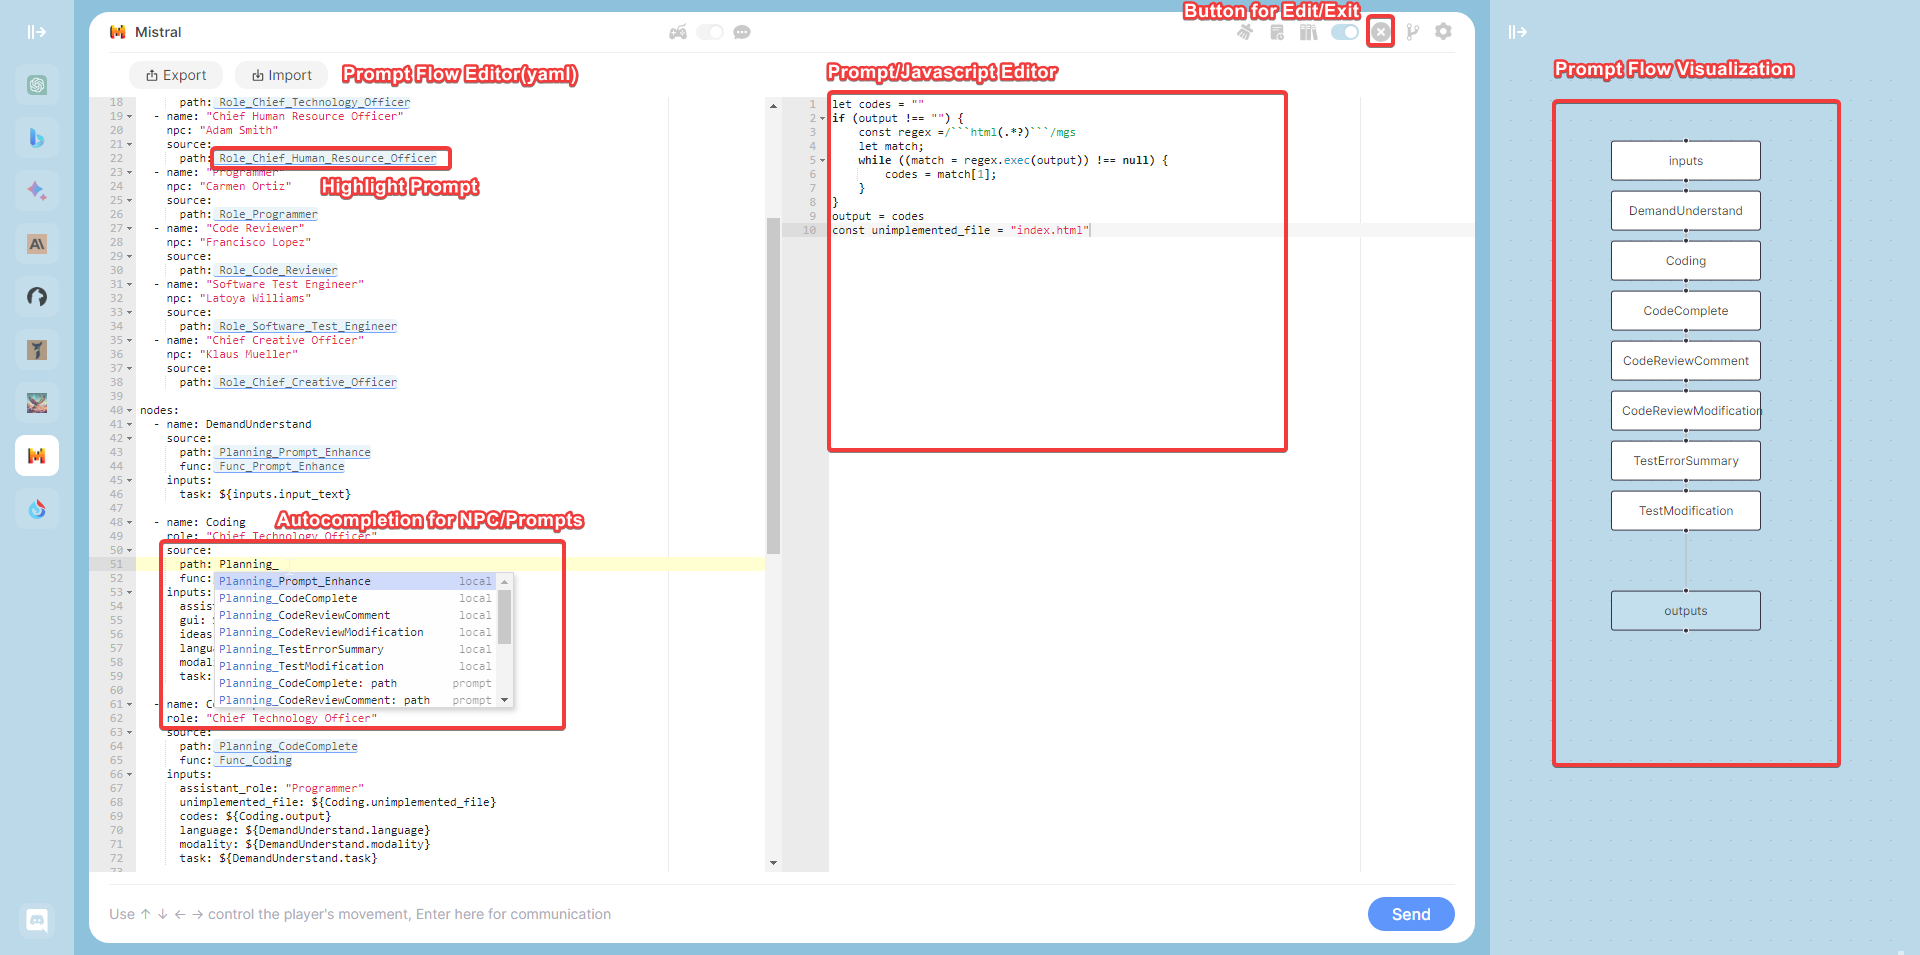 Button for Edit/Exit
Mistral
Export
Import
Prompt Flow Editor(yaml)
Prompt/Javascript Editor
Prompt Flow Visualization
18 path: Role_Chief_Technology_Officer
19 - name: "Chief Human Resource Officer"
20 npc: "Adam Smith"
21 source:
22 path: Role_Chief_Human_Resource_Officer
23 - name: "Programmer"
Highlight Prompt
24 npc: "Carmen Ortiz"
25 source:
26 path: Role_Programmer
27 - name: "Code Reviewer"
28 npc: "Francisco Lopez"
29 source:
30 path: Role_Code_Reviewer
31 - name: "Software Test Engineer"
32 npc: "Latoya Williams"
33 source:
34 path: Role_Software_Test_Engineer
35 - name: "Chief Creative Officer"
36 npc: "Klaus Mueller"
37 source:
38 path: Role_Chief_Creative_Officer
39
40 nodes:
41 - name: DemandUnderstand
42 source:
43 path: Planning_Prompt_Enhance
44 func: Func_Prompt_Enhance
45 inputs:
46 task: ${inputs.input_text}
47
48 - name: Coding
Autocompletion for NPC/Prompts
49 role: "Chief Technology Officer"
50 source:
51 path: Planning_
52 func:
Planning_Prompt_Enhance local
53 inputs:
Planning_CodeComplete local
54 assis
Planning_CodeReviewComment local
55 gui:
56 ideas
Planning_CodeReviewModification local
57 langu
Planning_TestErrorSummary local
58 modal
Planning_TestModification local
59 task:
Planning_CodeComplete: path prompt
60
Planning_CodeReviewComment: path prompt
61 - name: C
62 role: "Chief Technology Officer"
63 source:
64 path: Planning_CodeComplete
65 func: Func_Coding
66 inputs:
67 assistant_role: "Programmer"
68 unimplemented_file: ${Coding.unimplemented_file}
69 codes: ${Coding.output}
70 language: ${DemandUnderstand.language}
71 modality: ${DemandUnderstand.modality}
72 task: ${DemandUnderstand.task}
1 let codes = ""
2 if (output !== "") {
3 const regex =/```html(.*?)```/mgs
4 let match;
5 while ((match = regex.exec(output)) !== null) {
6 codes = match[1];
7 }
8 }
9 output = codes
10 const unimplemented_file = "index.html"
inputs
DemandUnderstand
Coding
CodeComplete
CodeReviewComment
CodeReviewModification
TestErrorSummary
TestModification
outputs
Use ↑ ↓ ← → control the player's movement, Enter here for communication
Send